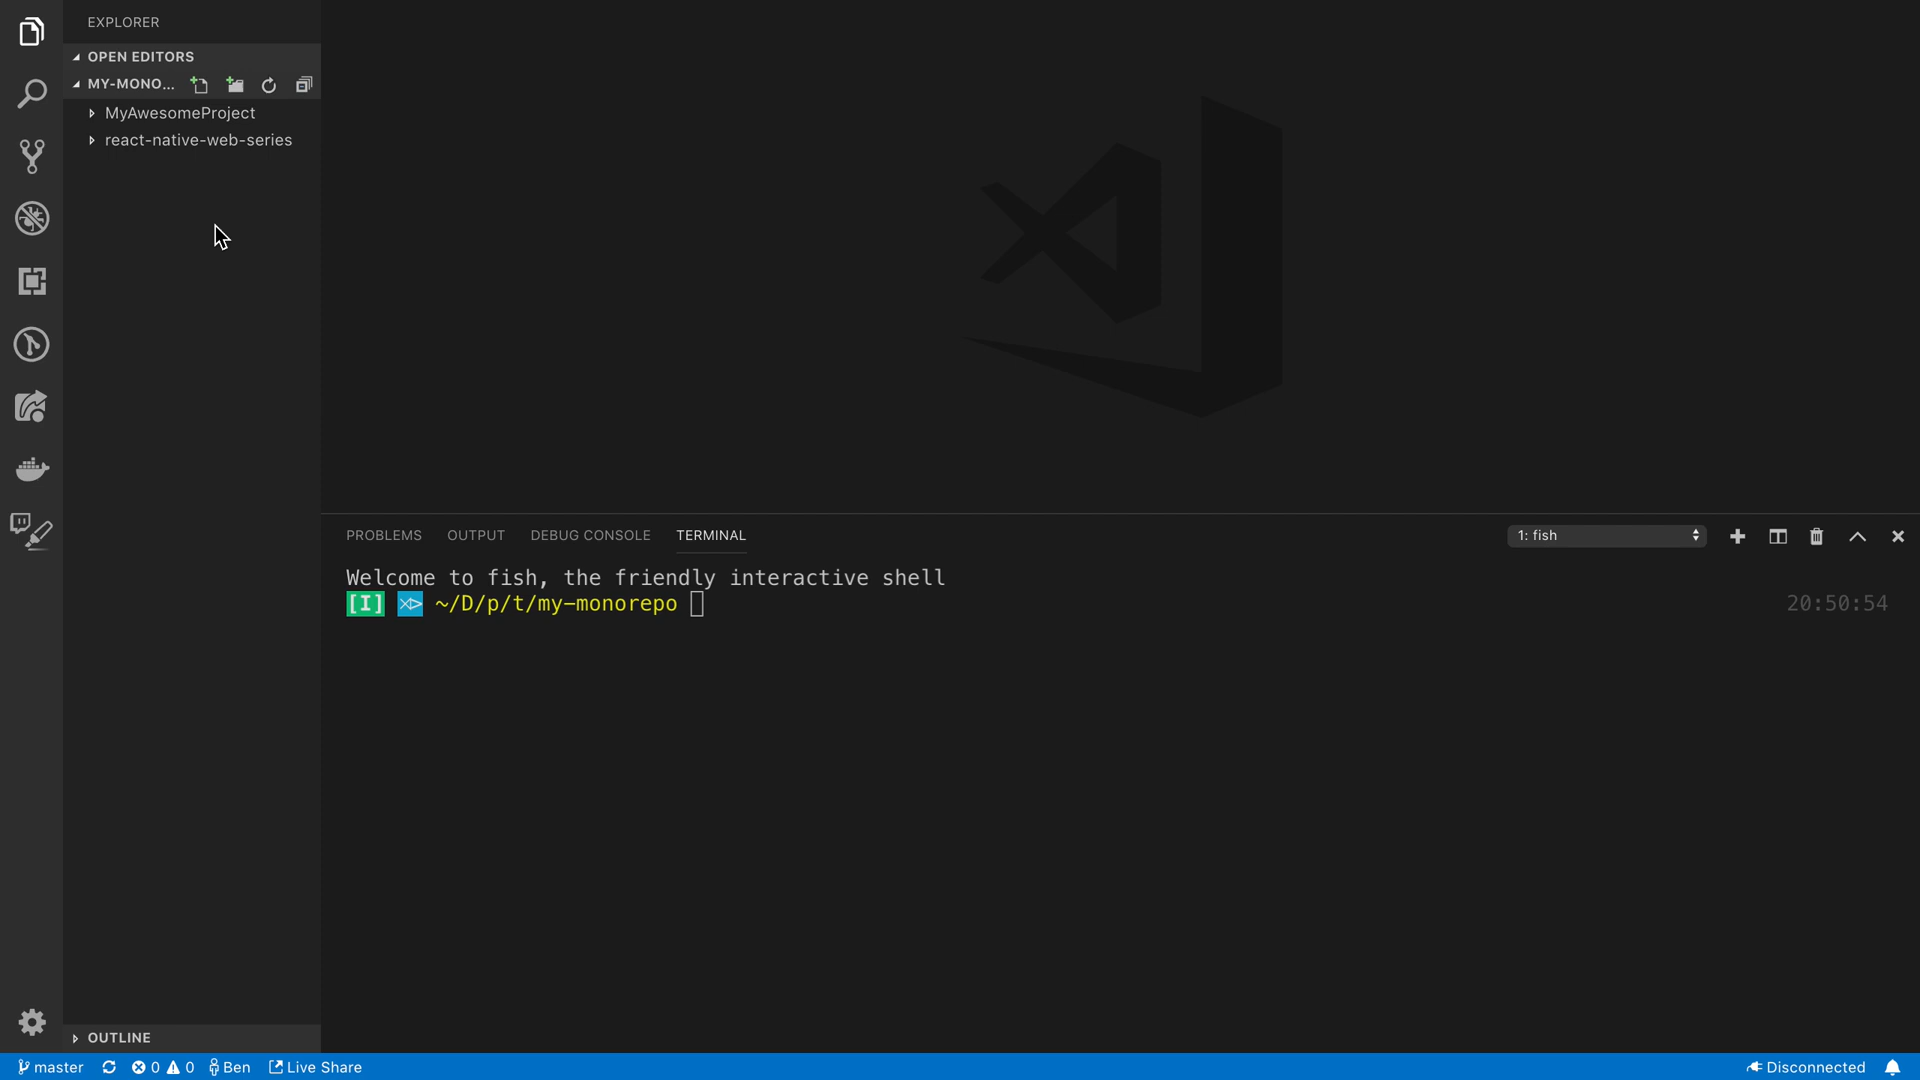 EXPLORER
OPEN EDITORS
MY-MONO...
MyAwesomeProject
react-native-web-series
PROBLEMS OUTPUT DEBUG CONSOLE TERMINAL 1: fish
Welcome to fish, the friendly interactive shell
[I] ~/D/p/t/my-monorepo 20:50:54
OUTLINE
master 0 0 Ben Live Share Disconnected